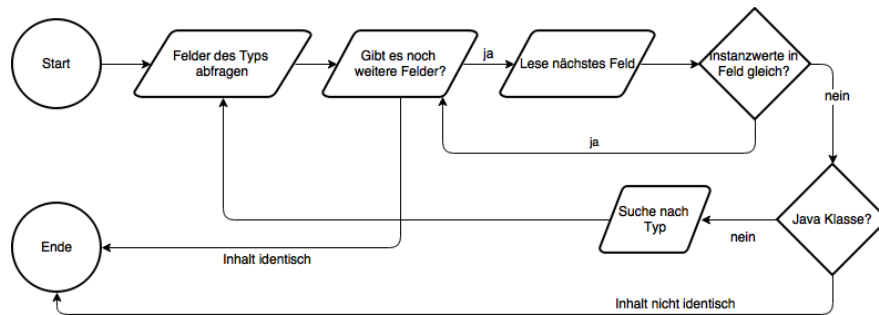 Start
Felder des Typs
abfragen
Gibt es noch
weitere Felder?
ja
Lese nächstes Feld
Instanzwerte in
Feld gleich?
nein
ja
Java Klasse?
nein
Suche nach
Typ
Ende
Inhalt identisch
Inhalt nicht identisch